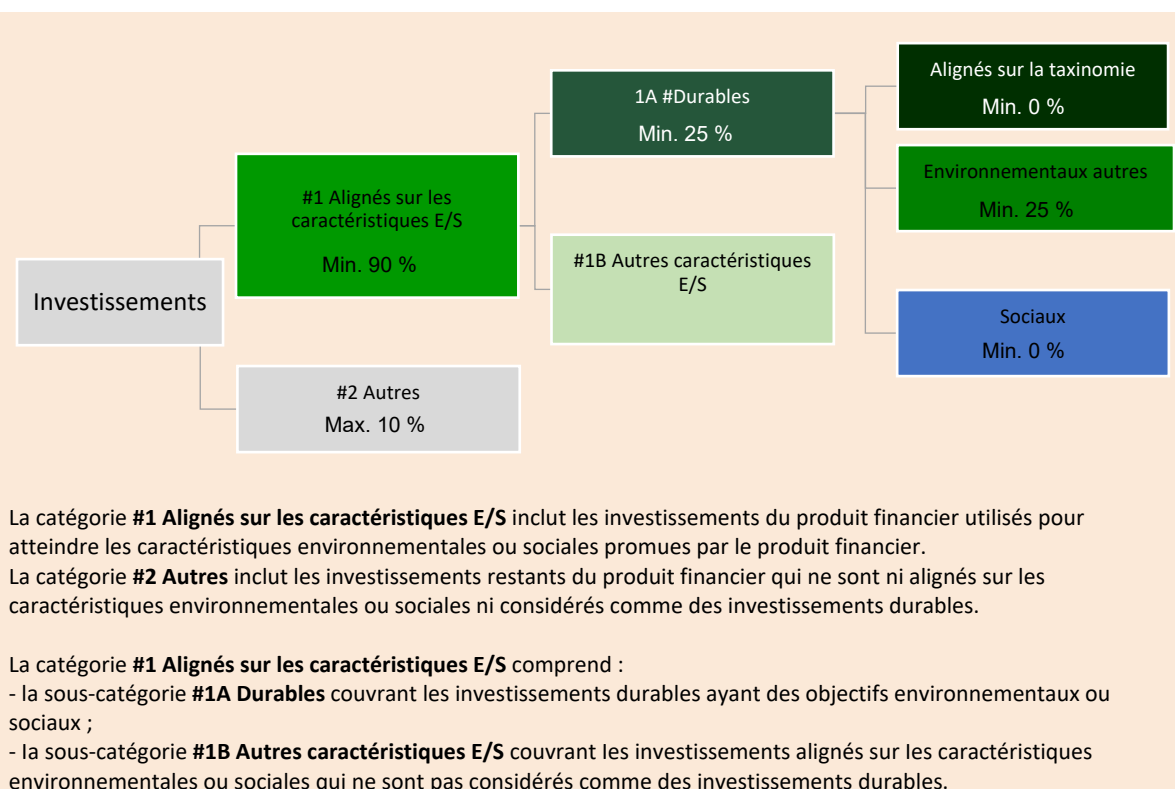 Investissements
#1 Alignés sur les
caractéristiques E/S
Min. 90 %
#2 Autres
Max. 10 %
1A #Durables
Min. 25 %
#1B Autres caractéristiques
E/S
Alignés sur la taxinomie
Min. 0 %
Environnementaux autres
Min. 25 %
Sociaux
Min. 0 %
La catégorie #1 Alignés sur les caractéristiques E/S inclut les investissements du produit financier utilisés pour
atteindre les caractéristiques environnementales ou sociales promues par le produit financier.
La catégorie #2 Autres inclut les investissements restants du produit financier qui ne sont ni alignés sur les
caractéristiques environnementales ou sociales ni considérés comme des investissements durables.
La catégorie #1 Alignés sur les caractéristiques E/S comprend :
- la sous-catégorie #1A Durables couvrant les investissements durables ayant des objectifs environnementaux ou
sociaux ;
- la sous-catégorie #1B Autres caractéristiques E/S couvrant les investissements alignés sur les caractéristiques
environnementales ou sociales qui ne sont pas considérés comme des investissements durables.